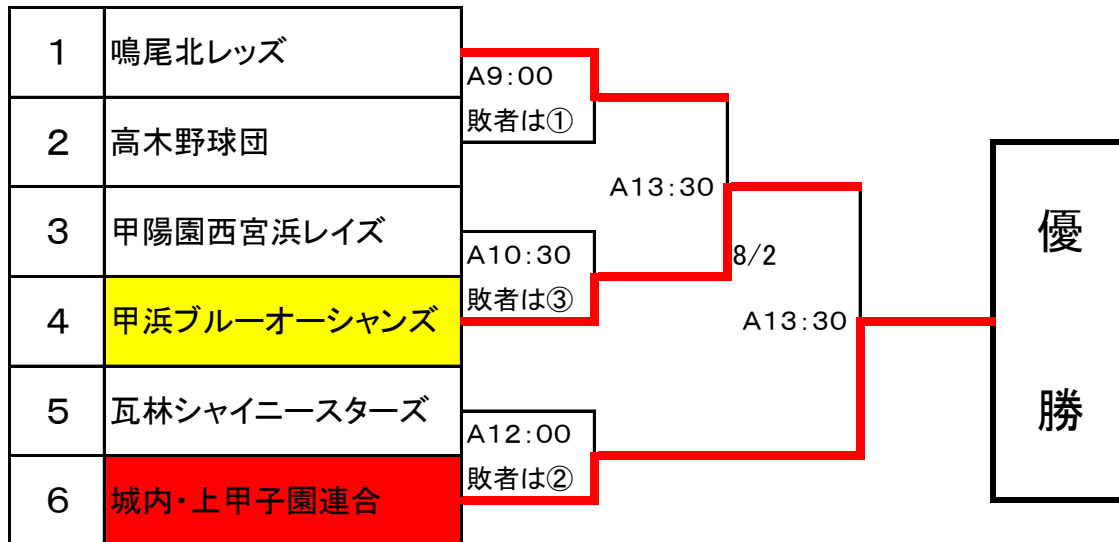 1 鳴尾北レッズ
A9:00
敗者は①
2 高木野球団
A13:30
3 甲陽園西宮浜レイズ
A10:30
敗者は③
8/2
4 甲浜ブルーオーシャンズ
A13:30
5 瓦林シャイニースターズ
A12:00
敗者は②
6 城内・上甲子園連合
優
勝